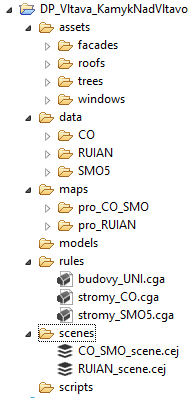 DP_Vltava_KamykNadVltavo
assets
facades
roofs
trees
windows
data
CO
RUIAN
SMO5
maps
pro_CO_SMO
pro_RUIAN
models
rules
budovy_UNI.cga
stromy_CO.cga
stromy_SMO5.cga
scenes
CO_SMO_scene.cej
RUIAN_scene.cej
scripts